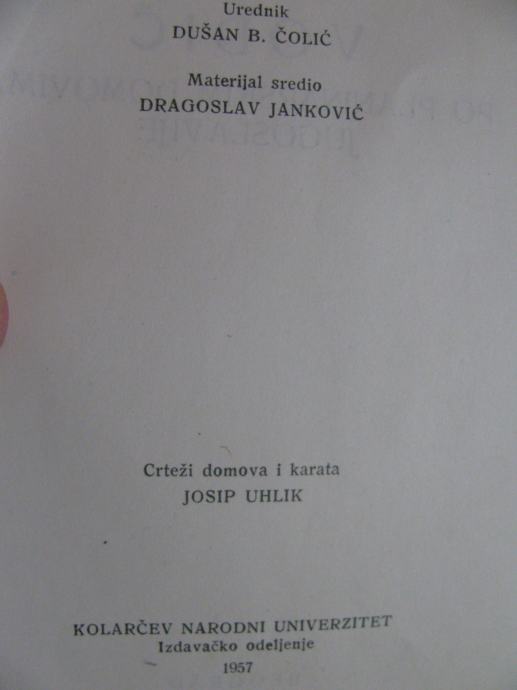 Urednik
DUŠAN B. ČOLIĆ
Materijal sredio
DRAGOSLAV JANKOVIĆ
Crteži domova i karata
JOSIP UHLIK
KOLARČEV NARODNI UNIVERZITET
Izdavačko odeljenje
1957